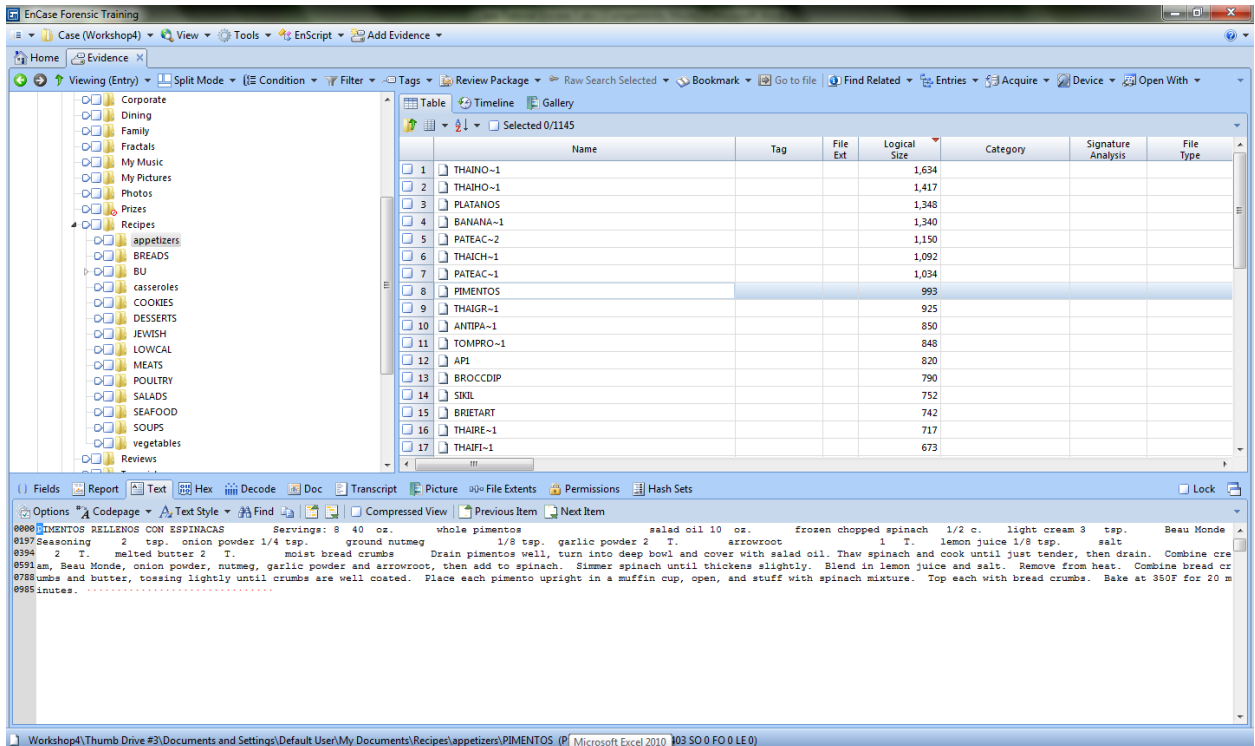 EnCase Forensic Training
Case (Workshop4) View Tools EnScript Add Evidence
Home Evidence
Viewing (Entry) Split Mode Condition Filter Tags Review Package Raw Search Selected Bookmark Go to file Find Related Entries Acquire Device Open With
Corporate
Dining
Family
Fractals
My Music
My Pictures
Photos
Prizes
Recipes
appetizers
BREADS
BU
casseroles
COOKIES
DESSERTS
JEWISH
LOWCAL
MEATS
POULTRY
SALADS
SEAFOOD
SOUPS
vegetables
Reviews
Table Timeline Gallery
Selected 0/1145
Name Tag File Ext Logical Size Category Signature Analysis File Type
1 THAINO~1 1,634
2 THAIHO~1 1,417
3 PLATANOS 1,348
4 BANANA~1 1,340
5 PATEAC~2 1,150
6 THAICH~1 1,092
7 PATEAC~1 1,034
8 PIMENTOS 993
9 THAIGR~1 925
10 ANTIPA~1 850
11 TOMPRO~1 848
12 AP1 820
13 BROCCDIP 790
14 SIKIL 752
15 BRIETART 742
16 THAIRE~1 717
17 THAIFI~1 673
Fields Report Text Hex Decode Doc Transcript Picture File Extents Permissions Hash Sets Lock
Options Codepage Text Style Find Compressed View Previous Item Next Item
0000 PIMENTOS RELLENOS CON ESPINACAS Servings: 8 40 oz. whole pimentos salad oil 10 oz. frozen chopped spinach 1/2 c. light cream 3 tsp. Beau Monde
0197 Seasoning 2 tsp. onion powder 1/4 tsp. ground nutmeg 1/8 tsp. garlic powder 2 T. arrowroot 1 T. lemon juice 1/8 tsp. salt
0394 2 T. melted butter 2 T. moist bread crumbs Drain pimentos well, turn into deep bowl and cover with salad oil. Thaw spinach and cook until just tender, then drain. Combine cre
0591 am, Beau Monde, onion powder, nutmeg, garlic powder and arrowroot, then add to spinach. Simmer spinach until thickens slightly. Blend in lemon juice and salt. Remove from heat. Combine bread cr
0788 umbs and butter, tossing lightly until crumbs are well coated. Place each pimento upright in a muffin cup, open, and stuff with spinach mixture. Top each with bread crumbs. Bake at 350F for 20 m
0985 inutes.
Workshop4\Thumb Drive #3\Documents and Settings\Default User\My Documents\Recipes\appetizers\PIMENTOS (P Microsoft Excel 2010 403 SO 0 FO 0 LE 0)